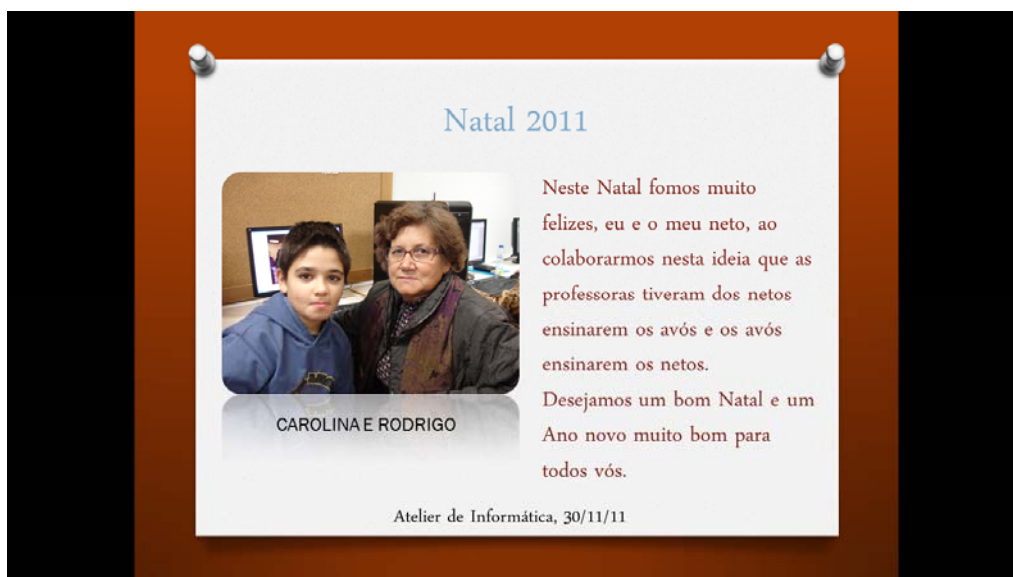 Natal 2011
Neste Natal fomos muito
felizes, eu e o meu neto, ao
colaborarmos nesta ideia que as
professoras tiveram dos netos
ensinarem os avós e os avós
ensinarem os netos.
Desejamos um bom Natal e um
Ano novo muito bom para
todos vós.
CAROLINA E RODRIGO
Atelier de Informática, 30/11/11